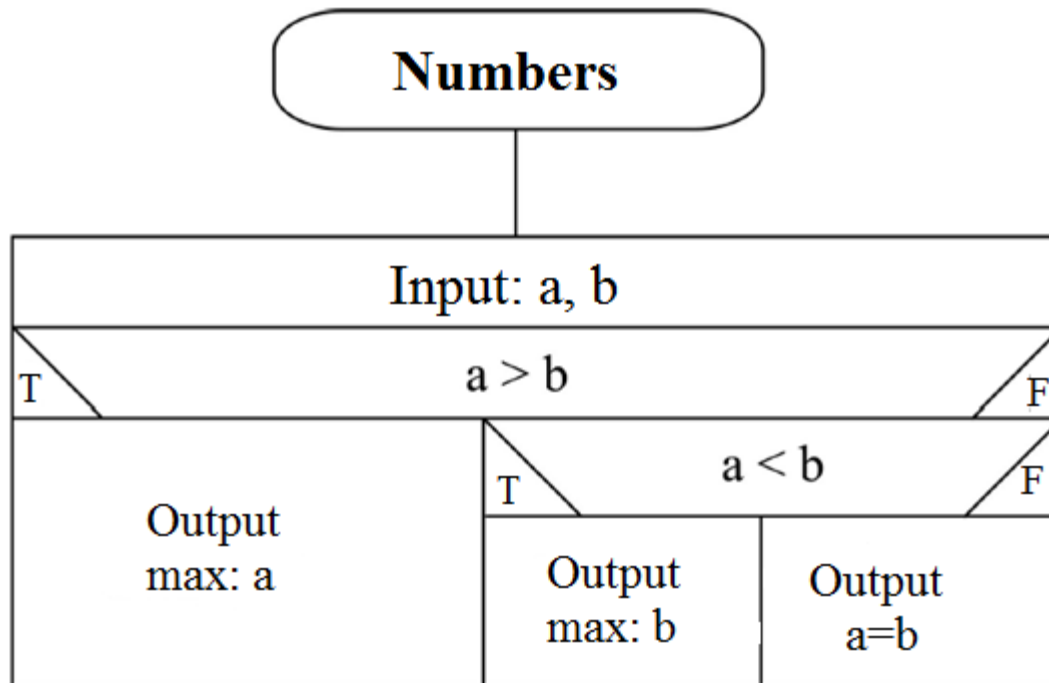 Numbers
Input: a, b
T
a > b
F
Output
max: a
T
a < b
F
Output
max: b
Output
a=b